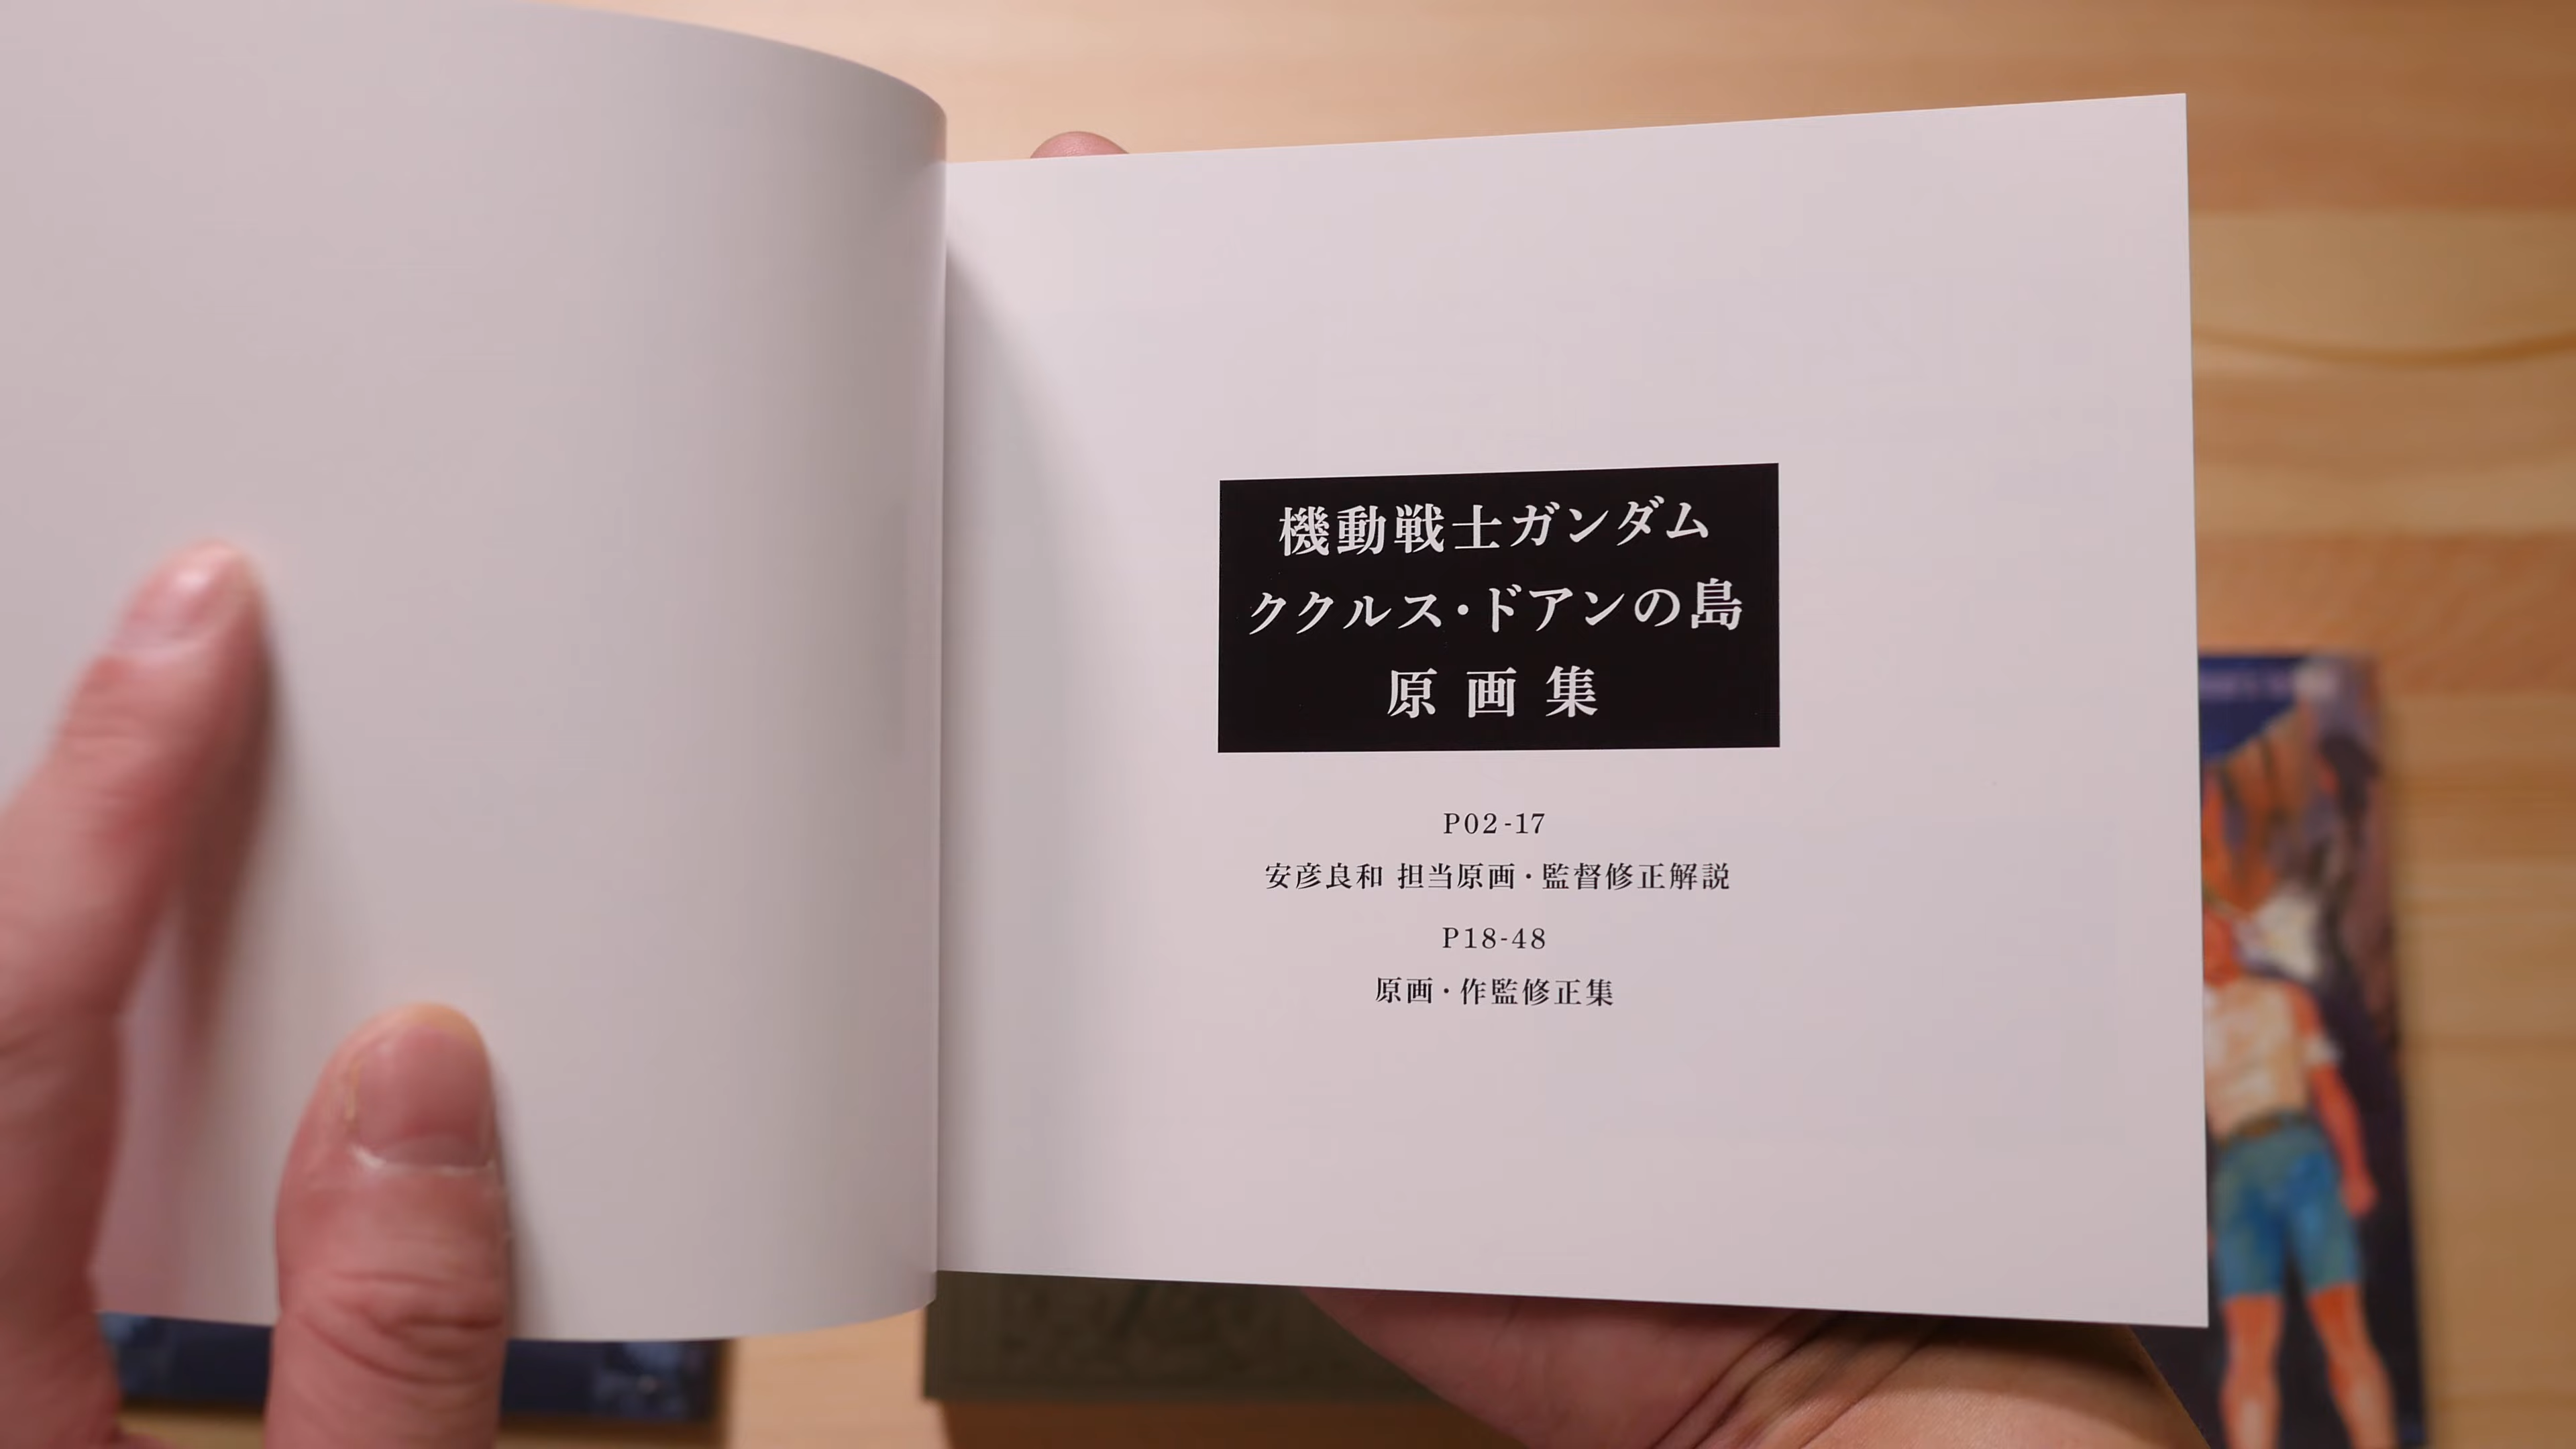 機動戦士ガンダム
ククルス・ドアンの島
原画集
P02-17
安彦良和 担当原画・監督修正解説
P18-48
原画・作監修正集